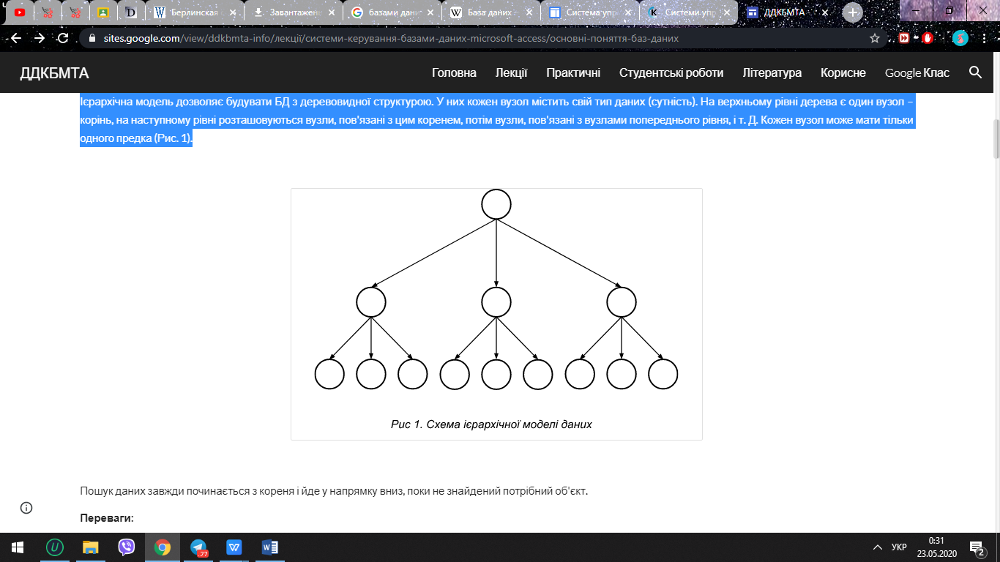 Берлинская
Завантажен
базами дани
База даних
Система упр
Системи упр
ДДКБМТА
sites.google.com/view/ddkbmta-info/лекції/системи-керування-базами-даних-microsoft-access/основні-поняття-баз-даних
ДДКБМТА
Головна Лекції Практичні Студентські роботи Література Корисне Google Клас
Ієрархічна модель дозволяє будувати БД з деревовидної структурою. У них кожен вузол містить свій тип даних (сутність). На верхньому рівні дерева є один вузол –
корінь, на наступному рівні розташовуються вузли, пов'язані з цим коренем, потім вузли, пов'язані з вузлами попереднього рівня, і т. Д. Кожен вузол може мати тільки
одного предка (Рис. 1).
Рис 1. Схема ієрархічної моделі даних
Пошук даних завжди починається з кореня і йде у напрямку вниз, поки не знайдений потрібний об'єкт.
Переваги:
77
УКР
0:31
23.05.2020
2